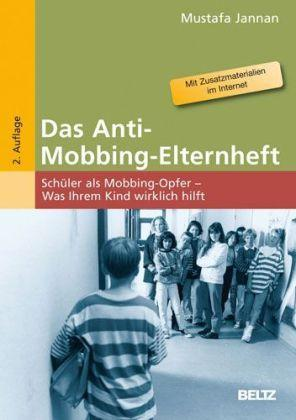 Mustafa Jannan
Mit Zusatzmaterialien
im Internet
2. Auflage
Das Anti-
Mobbing-Elternheft
Schüler als Mobbing-Opfer –
Was Ihrem Kind wirklich hilft
BELTZ